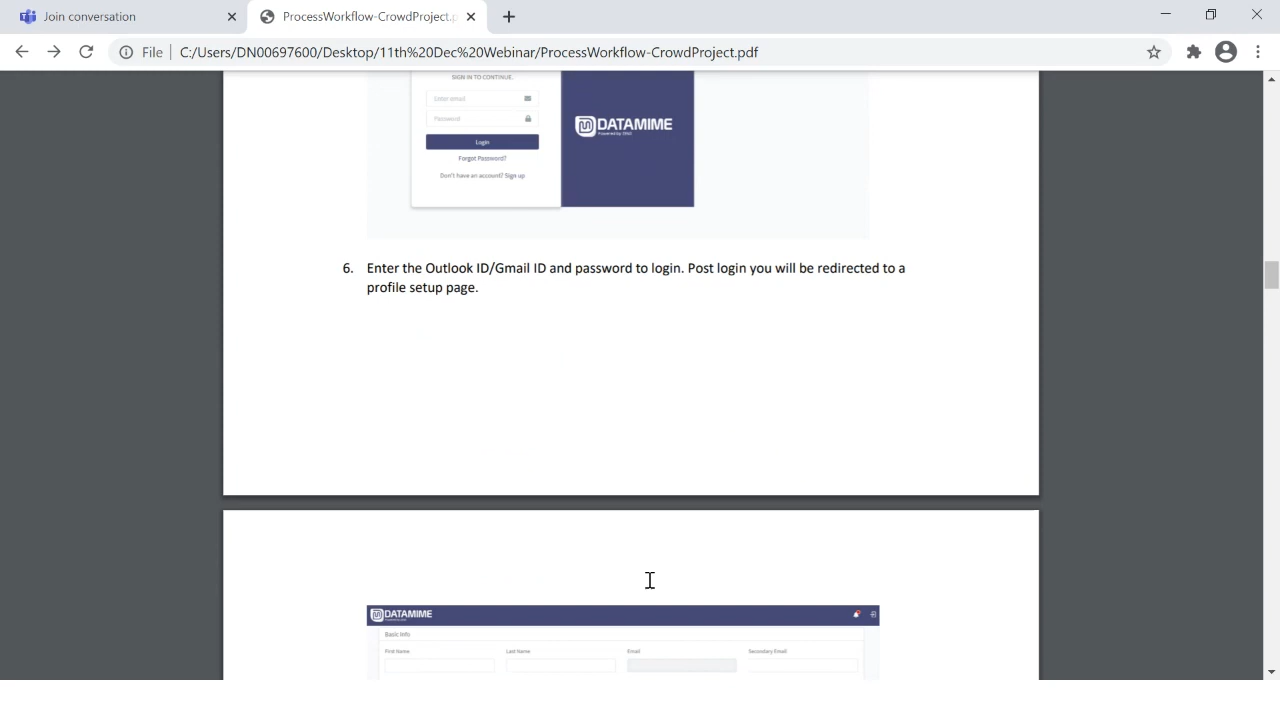 Join conversation
ProcessWorkflow-CrowdProject.p
File
C:/Users/DN00697600/Desktop/11th%20Dec%20Webinar/ProcessWorkflow-CrowdProject.pdf
SIGN IN TO CONTINUE.
Enter email
Password
Login
Forgot Password?
Don't have an account? Sign up
DATAMIME
6. Enter the Outlook ID/Gmail ID and password to login. Post login you will be redirected to a
profile setup page.
DATAMIME
Basic Info
First Name Last Name Email Secondary Email